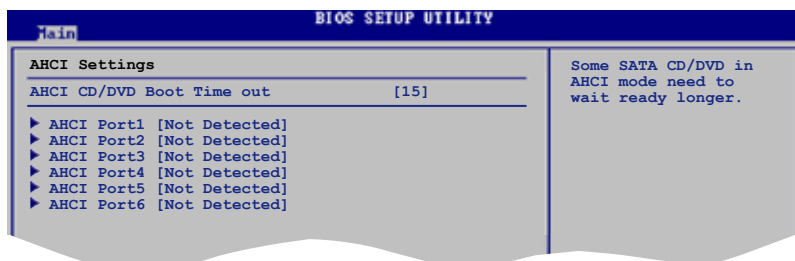 BIOS SETUP UTILITY
Main
AHCI Settings
AHCI CD/DVD Boot Time out [15]
AHCI Port1 [Not Detected]
AHCI Port2 [Not Detected]
AHCI Port3 [Not Detected]
AHCI Port4 [Not Detected]
AHCI Port5 [Not Detected]
AHCI Port6 [Not Detected]
Some SATA CD/DVD in
AHCI mode need to
wait ready longer.